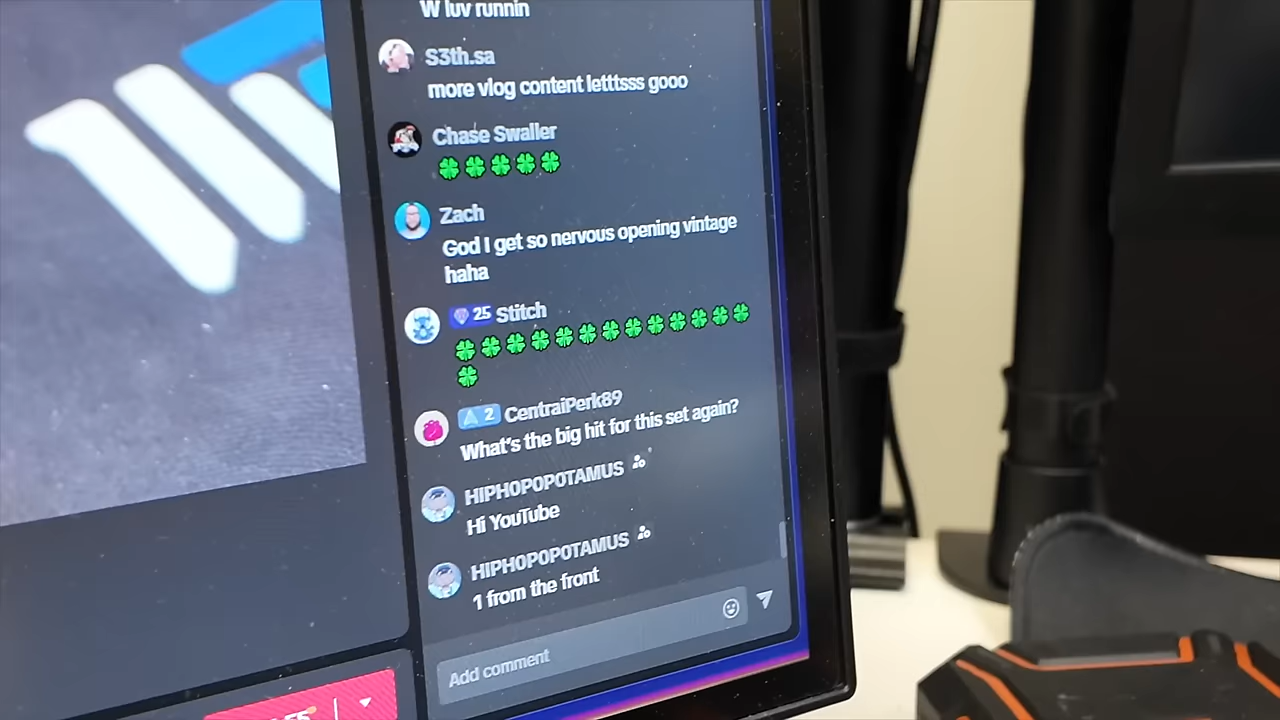 W luv runnin
S3th.sa
more vlog content letttsss gooo
Chase Swaller
🍀🍀🍀🍀🍀
Zach
God I get so nervous opening vintage
haha
25 Stitch
🍀🍀🍀🍀🍀🍀🍀🍀🍀🍀🍀🍀
🍀
2 CentraiPerk89
What's the big hit for this set again?
HIPHOPOPOTAMUS
Hi YouTube
HIPHOPOPOTAMUS
1 from the front
Add comment